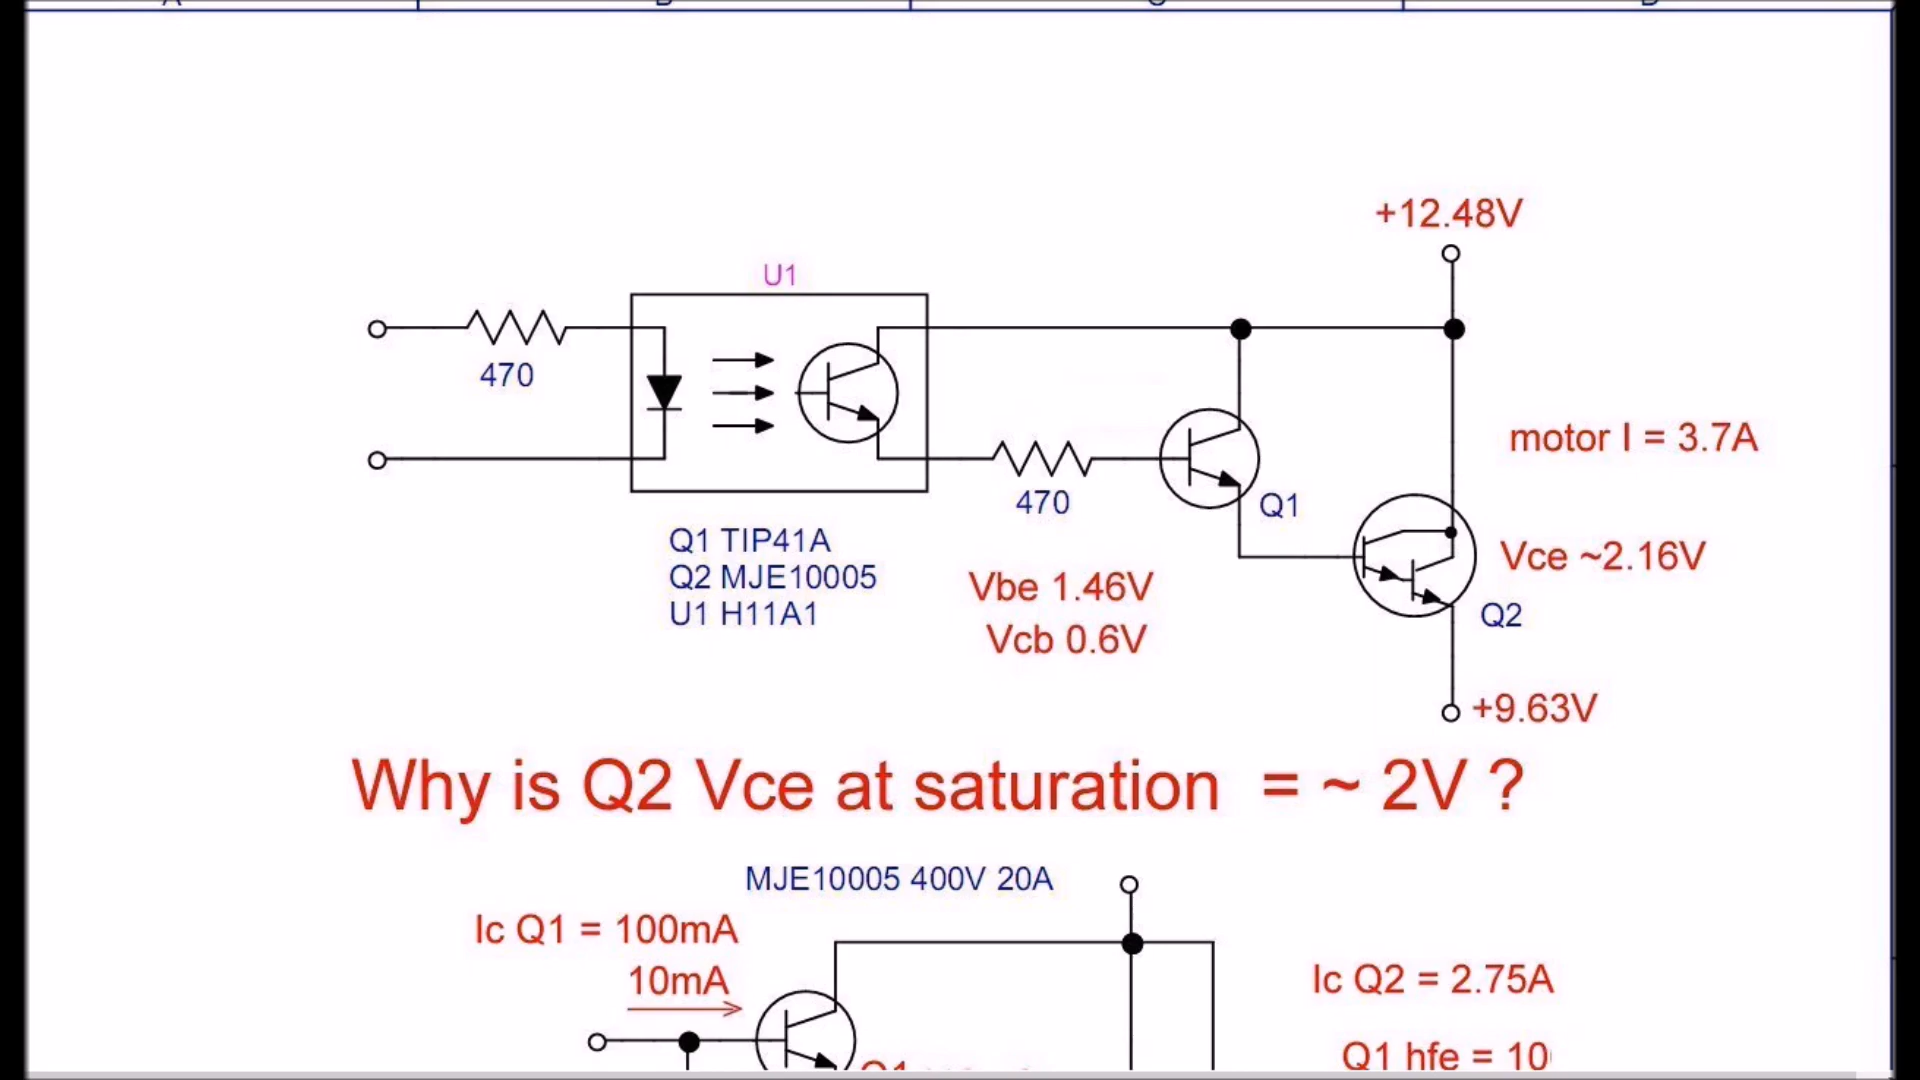 +12.48V
U1
470
motor I = 3.7A
470
Q1
Q1 TIP41A
Q2 MJE10005
U1 H11A1
Vbe 1.46V
Vcb 0.6V
Vce ~2.16V
Q2
+9.63V
Why is Q2 Vce at saturation = ~ 2V ?
MJE10005 400V 20A
Ic Q1 = 100mA
10mA
Ic Q2 = 2.75A
Q1 hfe =